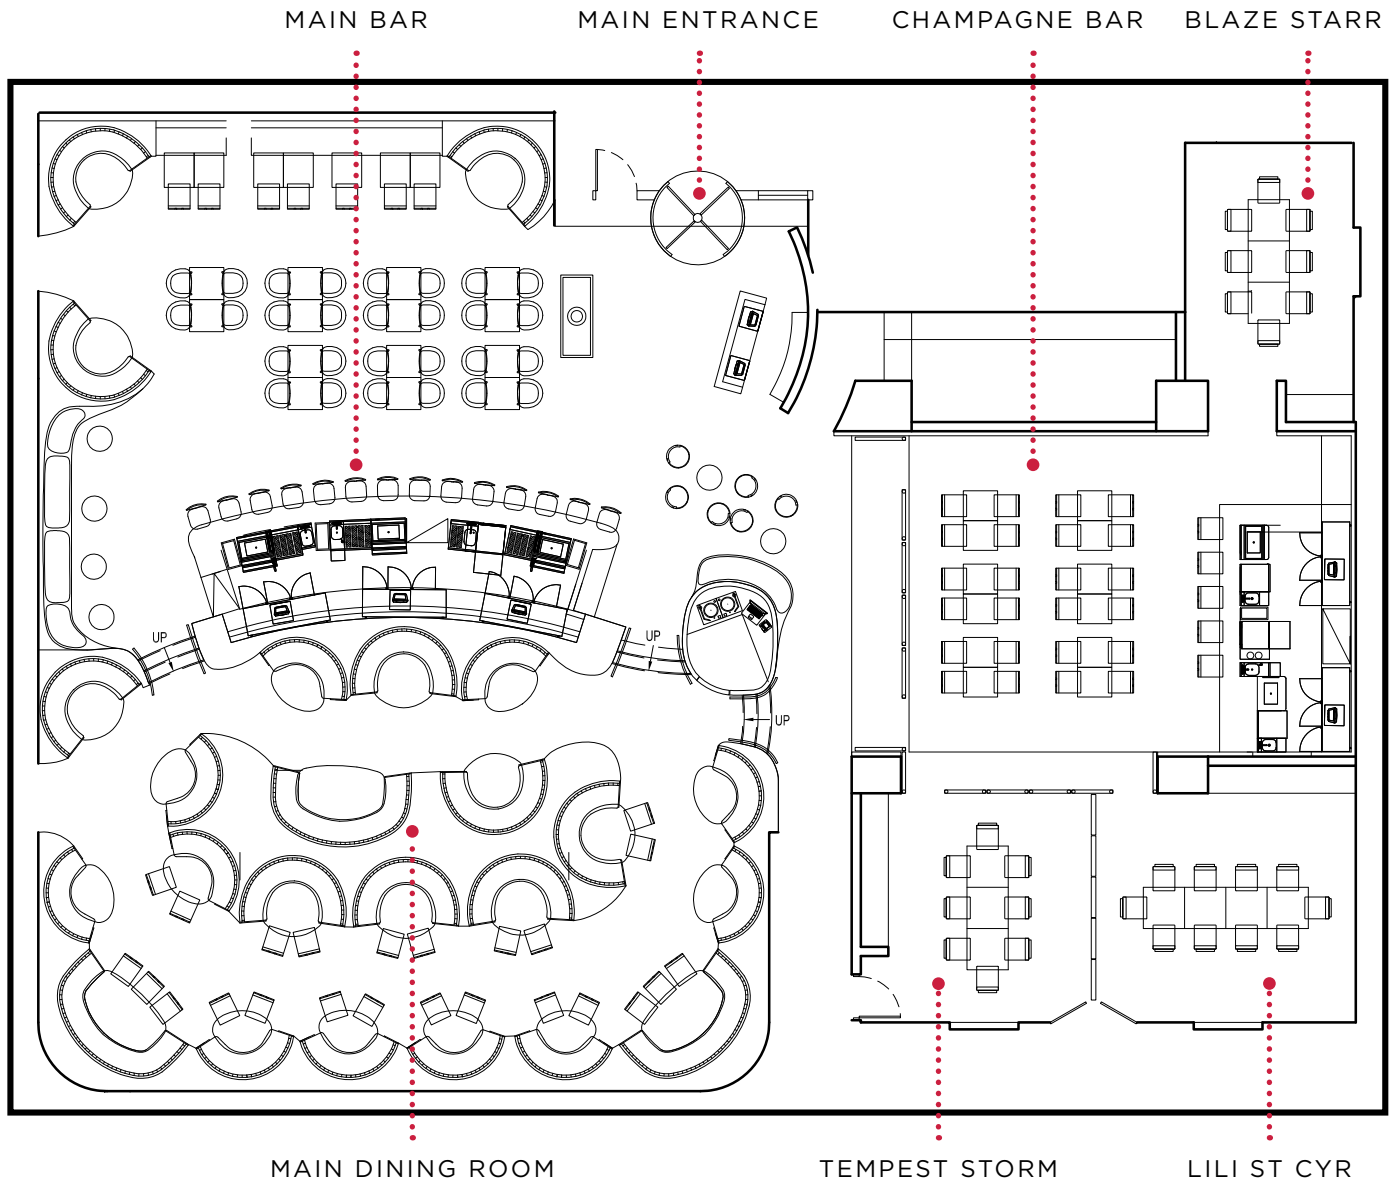 MAIN BAR
MAIN ENTRANCE
CHAMPAGNE BAR
BLAZE STARR
UP
UP
UP
MAIN DINING ROOM
TEMPEST STORM
LILI ST CYR